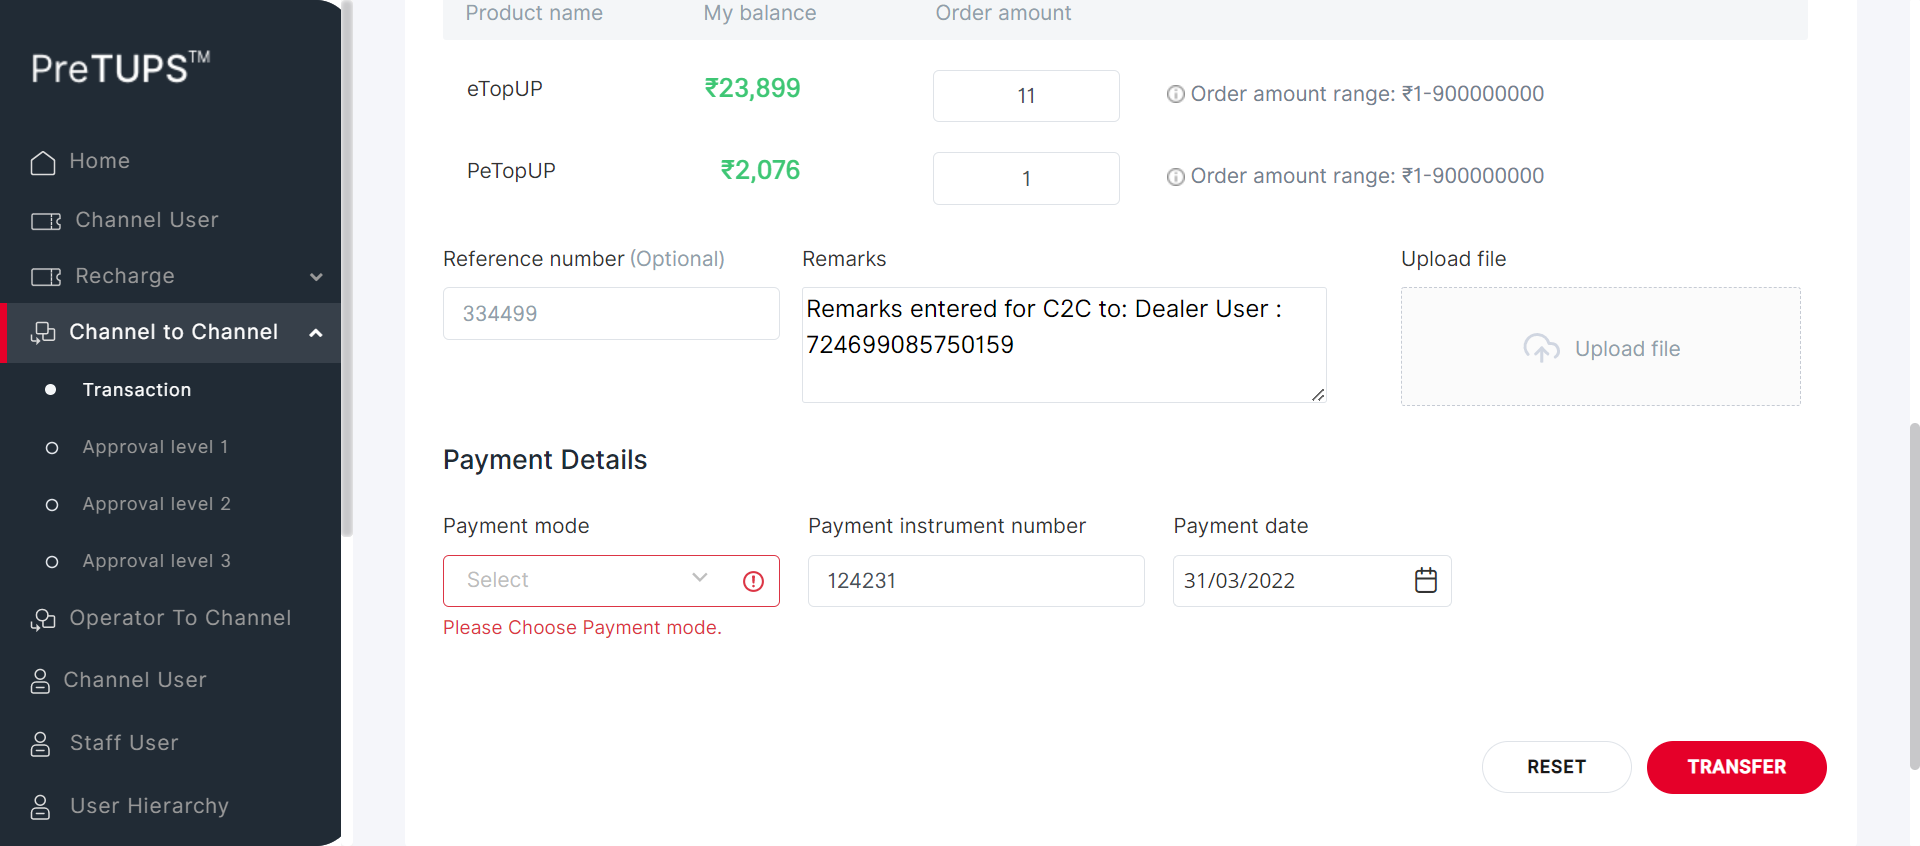 PreTUPS™
Home
Channel User
Recharge
Channel to Channel
Transaction
Approval level 1
Approval level 2
Approval level 3
Operator To Channel
Channel User
Staff User
User Hierarchy
Product name My balance Order amount
eTopUP ₹23,899 11 Order amount range: ₹1-900000000
PeTopUP ₹2,076 1 Order amount range: ₹1-900000000
Reference number (Optional) Remarks Upload file
334499
Remarks entered for C2C to: Dealer User :
724699085750159
Upload file
Payment Details
Payment mode Payment instrument number Payment date
Select 124231 31/03/2022
Please Choose Payment mode.
RESET TRANSFER